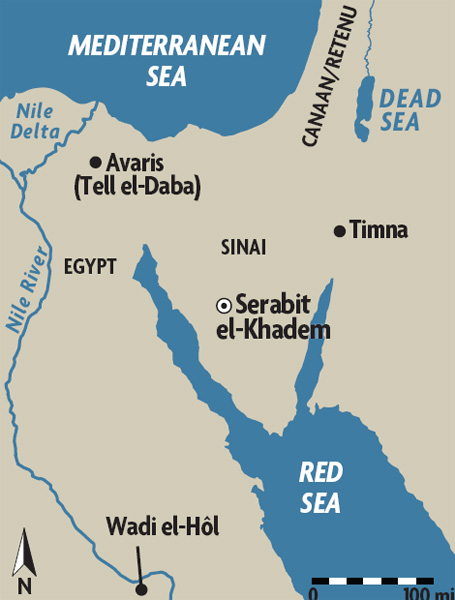 MEDITERRANEAN
SEA
CANAAN/RETENU
DEAD
SEA
Nile
Delta
Avaris
(Tell el-Daba)
Timna
SINAI
EGYPT
Nile River
Serabit
el-Khadem
RED
SEA
Wadi el-Hôl
N
0 100 mi